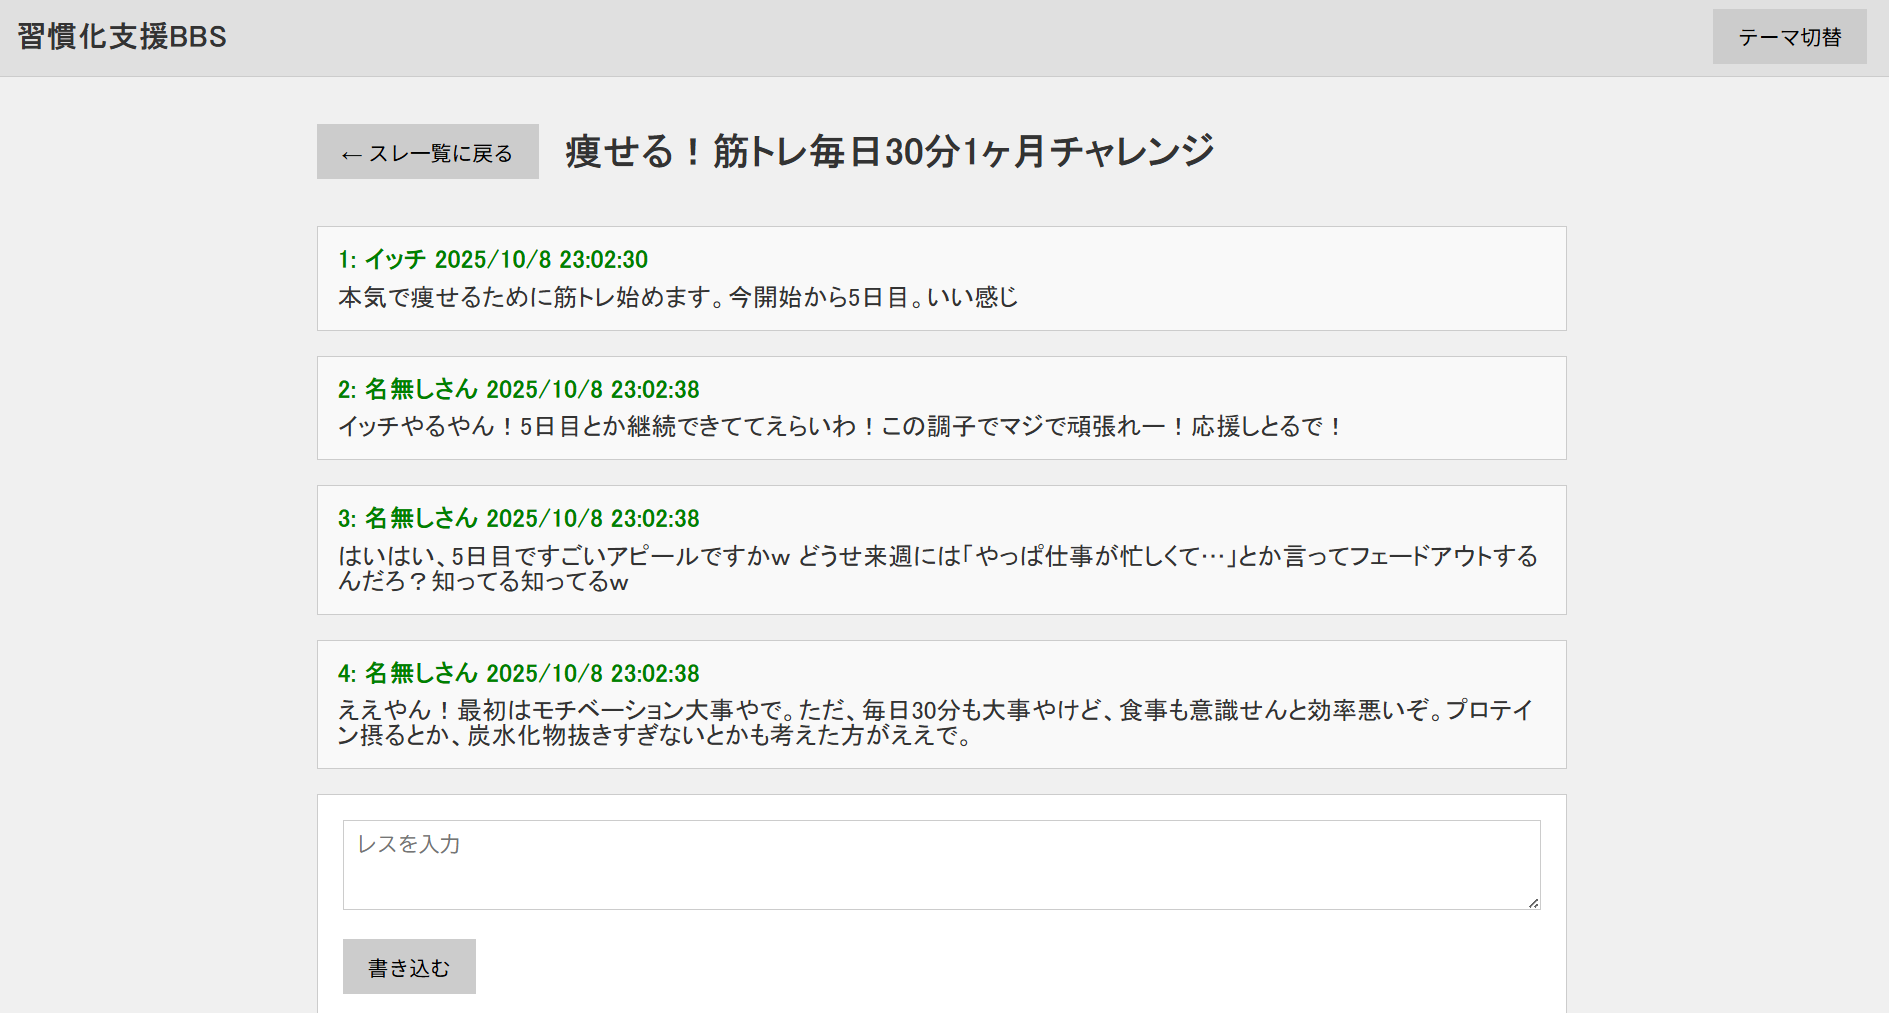 習慣化支援BBS
テーマ切替
← スレ一覧に戻る
痩せる！筋トレ毎日30分1ヶ月チャレンジ
1: イッチ 2025/10/8 23:02:30
本気で痩せるために筋トレ始めます。今開始から5日目。いい感じ
2: 名無しさん 2025/10/8 23:02:38
イッチやるやん！5日目とか継続できててえらいわ！この調子でマジで頑張れー！応援しとるで！
3: 名無しさん 2025/10/8 23:02:38
はいはい、5日目ですごいアピールですかw どうせ来週には「やっぱ仕事が忙しくて…」とか言ってフェードアウトする
んだろ？知ってる知ってるw
4: 名無しさん 2025/10/8 23:02:38
ええやん！最初はモチベーション大事やで。ただ、毎日30分も大事やけど、食事も意識せんと効率悪いぞ。プロテイ
ン摂るとか、炭水化物抜きすぎないとかも考えた方がええで。
レスを入力
書き込む